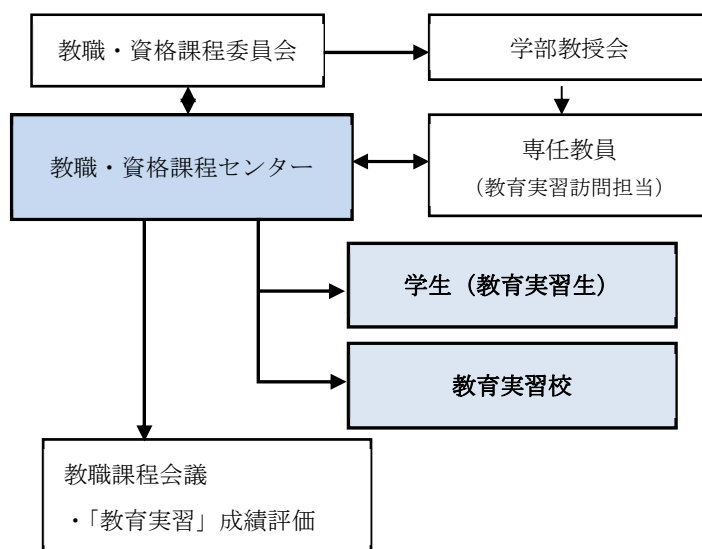 教職・資格課程委員会
学部教授会
教職・資格課程センター
専任教員
（教育実習訪問担当）
学生（教育実習生）
教育実習校
教職課程会議
・「教育実習」成績評価